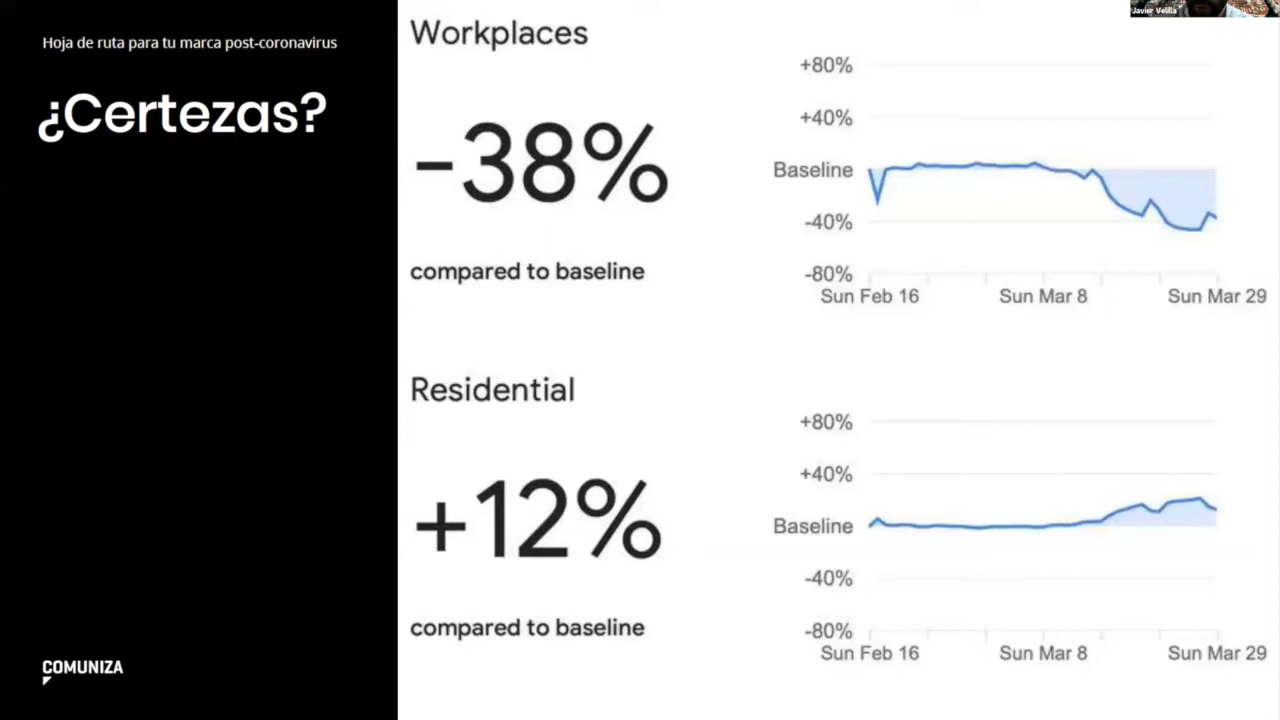 Hoja de ruta para tu marca post-coronavirus
¿Certezas?
COMUNIZA
Workplaces
-38%
compared to baseline
+80%
+40%
Baseline
-40%
-80%
Sun Feb 16
Sun Mar 8
Sun Mar 29
Residential
+12%
compared to baseline
+80%
+40%
Baseline
-40%
-80%
Sun Feb 16
Sun Mar 8
Sun Mar 29
Javier Velilla